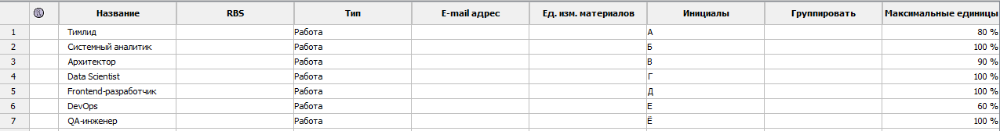 Название RBS Тип E-mail адрес Ед. изм. материалов Инициалы Группировать Максимальные единицы
1 Тимлид Работа А 80 %
2 Системный аналитик Работа Б 100 %
3 Архитектор Работа В 90 %
4 Data Scientist Работа Г 100 %
5 Frontend-разработчик Работа Д 100 %
6 DevOps Работа Е 60 %
7 QA-инженер Работа Ё 100 %